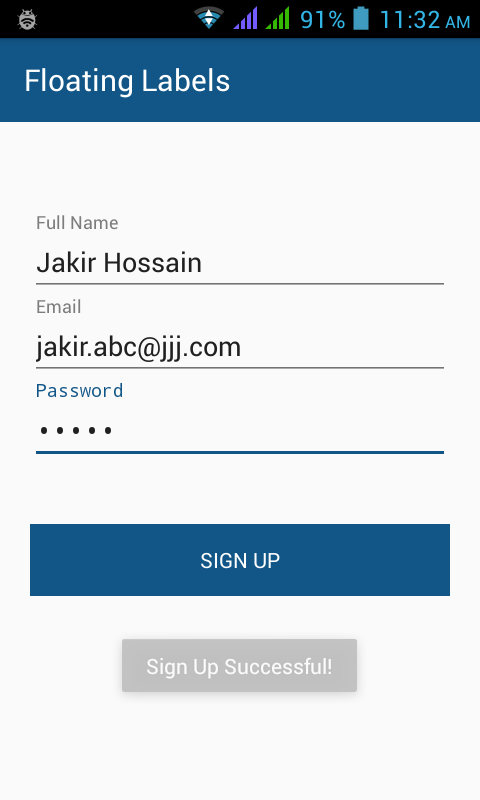 91% 11:32 AM
Floating Labels
Full Name
Jakir Hossain
Email
jakir.abc@jjj.com
Password
•••••
SIGN UP
Sign Up Successful!